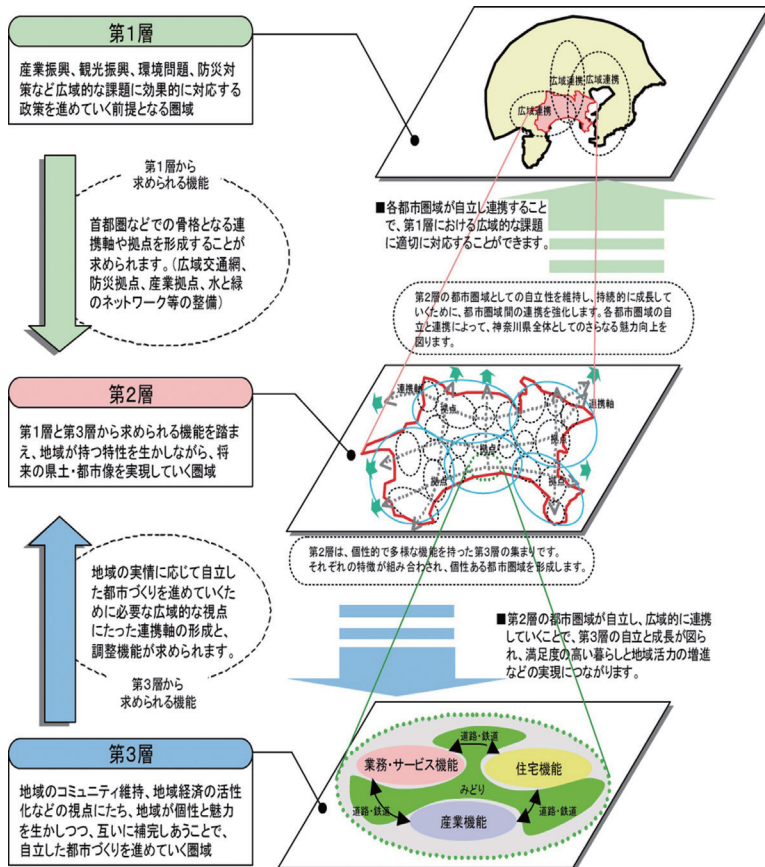 第1層
産業振興、観光振興、環境問題、防災対
策など広域的な課題に効果的に対応する
政策を進めていく前提となる圏域
広域連携
広域連携
広域連携
第1層から
求められる機能
首都圏などでの骨格となる連
携軸や拠点を形成することが
求められます。(広域交通網、
防災拠点、産業拠点、水と緑
のネットワーク等の整備)
■各都市圏域が自立し連携すること
で、第1層における広域的な課題
に適切に対応することができます。
第2層の都市圏域としての自立性を維持し、持続的に成長して
いくために、都市圏域間の連携を強化します。各都市圏域の自
立と連携によって、神奈川県全体としてのさらなる魅力向上を
図ります。
第2層
第1層と第3層から求められる機能を踏ま
え、地域が持つ特性を生かしながら、将
来の県土・都市像を実現していく圏域
連携軸
連携軸
拠点
拠点
拠点
拠点
拠点
第2層は、個性的で多様な機能を持った第3層の集まりです。
それぞれの特徴が組み合わされ、個性ある都市圏域を形成します。
地域の実情に応じて自立し
た都市づくりを進めていく
ために必要な広域的な視点
にたった連携軸の形成と、
調整機能が求められます。
第3層から
求められる機能
■第2層の都市圏域が自立し、広域的に連携
していくことで、第3層の自立と成長が図ら
れ、満足度の高い暮らしと地域活力の増進
などの実現につながります。
第3層
地域のコミュニティ維持、地域経済の活性
化などの視点にたち、地域が個性と魅力
を生かしつつ、互いに補完しあうことで、
自立した都市づくりを進めていく圏域
道路・鉄道
業務・サービス機能
住宅機能
みどり
道路・鉄道
道路・鉄道
産業機能